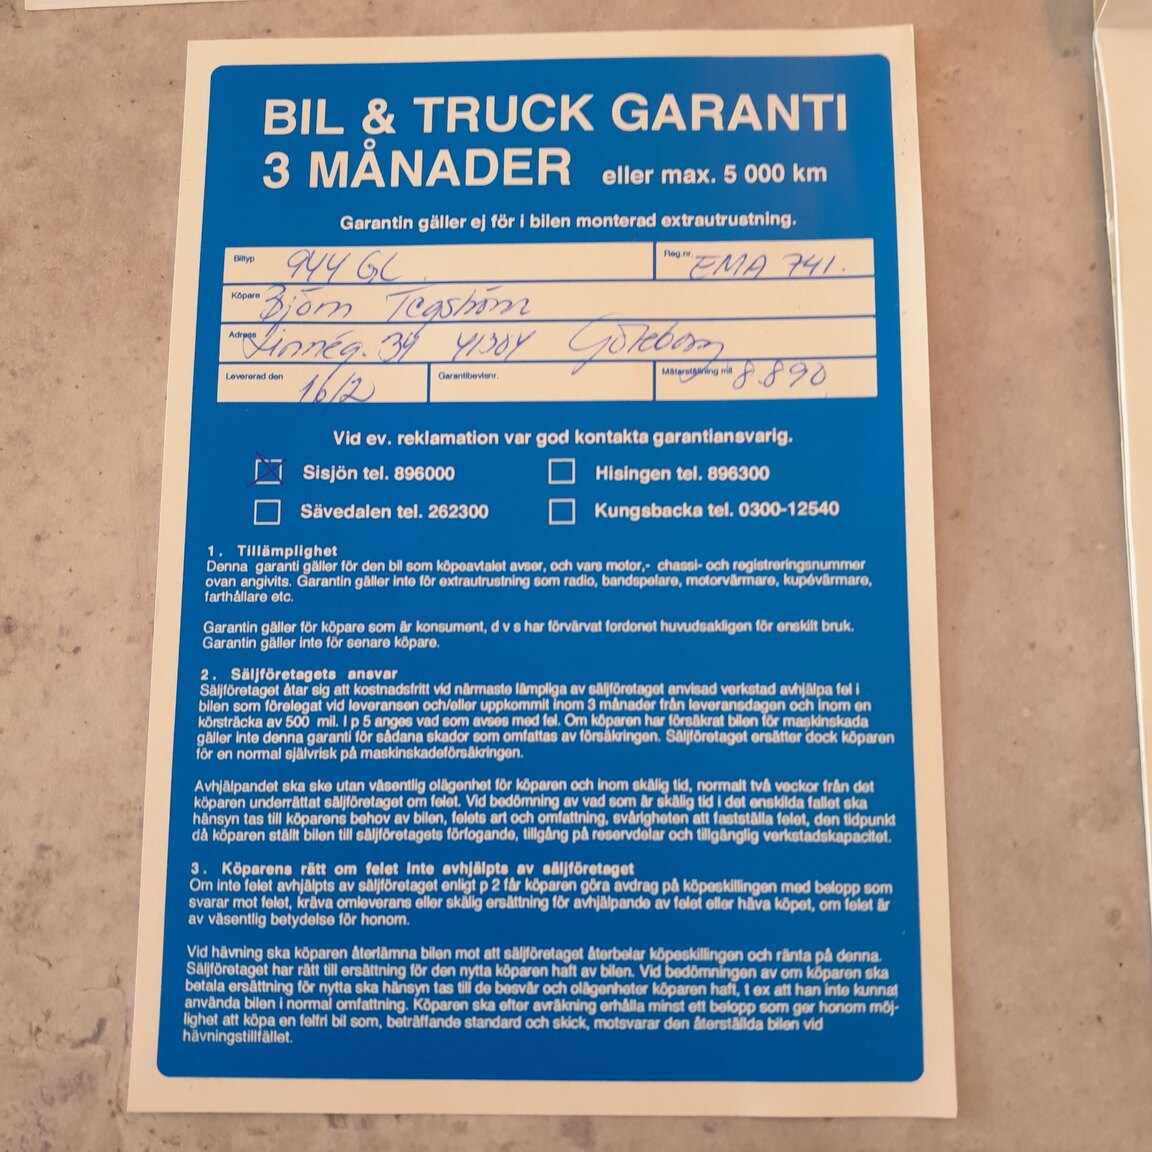 BIL & TRUCK GARANTI
3 MÅNADER eller max. 5 000 km
Garantin gäller ej för i bilen monterad extrautrustning.
Biltyp 944 GL. Reg.nr. EMA 741.
Köpare Björn Tegström
Adress Linnég. 34 41304 Göteborg
Levererad den 16/2 Garantibevisnr. Mätarställning mil 8.890
Vid ev. reklamation var god kontakta garantiansvarig.
Sisjön tel. 896000 Hisingen tel. 896300
Sävedalen tel. 262300 Kungsbacka tel. 0300-12540
1. Tillämplighet
Denna garanti gäller för den bil som köpeavtalet avser, och vars motor,- chassi- och registreringsnummer
ovan angivits. Garantin gäller inte för extrautrustning som radio, bandspelare, motorvärmare, kupévärmare,
farthållare etc.
Garantin gäller för köpare som är konsument, d v s har förvärvat fordonet huvudsakligen för enskilt bruk.
Garantin gäller inte för senare köpare.
2. Säljföretagets ansvar
Säljföretaget åtar sig att kostnadsfritt vid närmaste lämpliga av säljföretaget anvisad verkstad avhjälpa fel i
bilen som förelegat vid leveransen och/eller uppkommit inom 3 månader från leveransdagen och inom en
körsträcka av 500 mil. I p 5 anges vad som avses med fel. Om köparen har försäkrat bilen för maskinskada
gäller inte denna garanti för sådana skador som omfattas av försäkringen. Säljföretaget ersätter dock köparen
för en normal självrisk på maskinskadeförsäkringen.
Avhjälpandet ska ske utan väsentlig olägenhet för köparen och inom skälig tid, normalt två veckor från det
köparen underrättat säljföretaget om felet. Vid bedömning av vad som är skälig tid i det enskilda fallet ska
hänsyn tas till köparens behov av bilen, felets art och omfattning, svårigheten att fastställa felet, den tidpunkt
då köparen ställt bilen till säljföretagets förfogande, tillgång på reservdelar och tillgänglig verkstadskapacitet.
3. Köparens rätt om felet inte avhjälpts av säljföretaget
Om inte felet avhjälpts av säljföretaget enligt p 2 får köparen göra avdrag på köpeskillingen med belopp som
svarar mot felet, kräva omleverans eller skälig ersättning för avhjälpande av felet eller häva köpet, om felet är
av väsentlig betydelse för honom.
Vid hävning ska köparen återlämna bilen mot att säljföretaget återbetalar köpeskillingen och ränta på denna.
Säljföretaget har rätt till ersättning för den nytta köparen haft av bilen. Vid bedömningen av om köparen ska
betala ersättning för nytta ska hänsyn tas till de besvär och olägenheter köparen haft, t ex att han inte kunnat
använda bilen i normal omfattning. Köparen ska efter avräkning erhålla minst ett belopp som ger honom möj-
lighet att köpa en felfri bil som, beträffande standard och skick, motsvarar den återställda bilen vid
hävningstillfället.